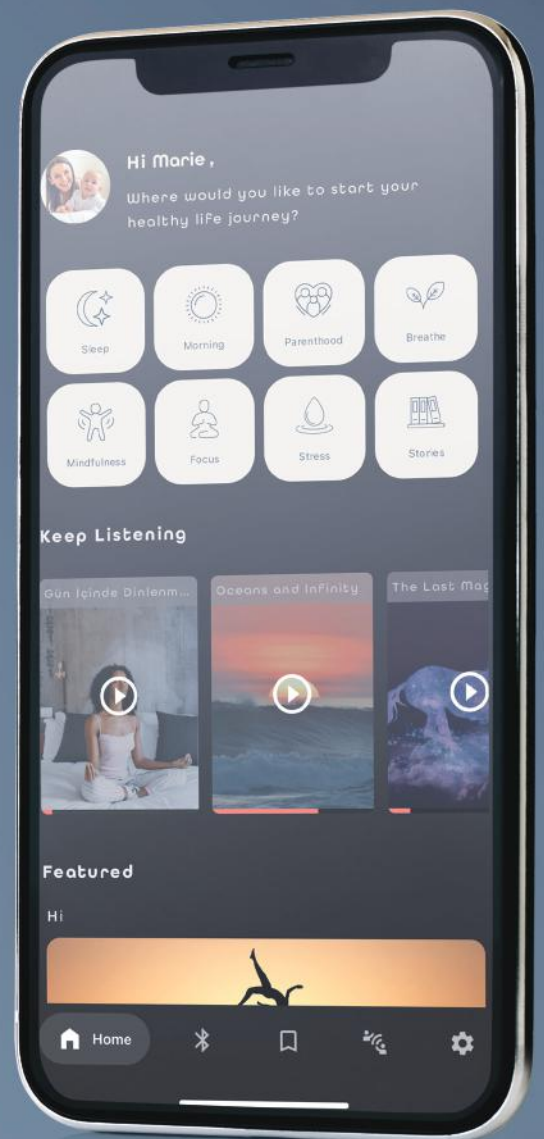 Hi Marie,
Where would you like to start your
healthy life journey?
Sleep
Morning
Parenthood
Breathe
Mindfulness
Focus
Stress
Stories
Keep Listening
Gün İçinde Dinlenm...
Oceans and Infinity
The Last Mag
Featured
Hi
Home